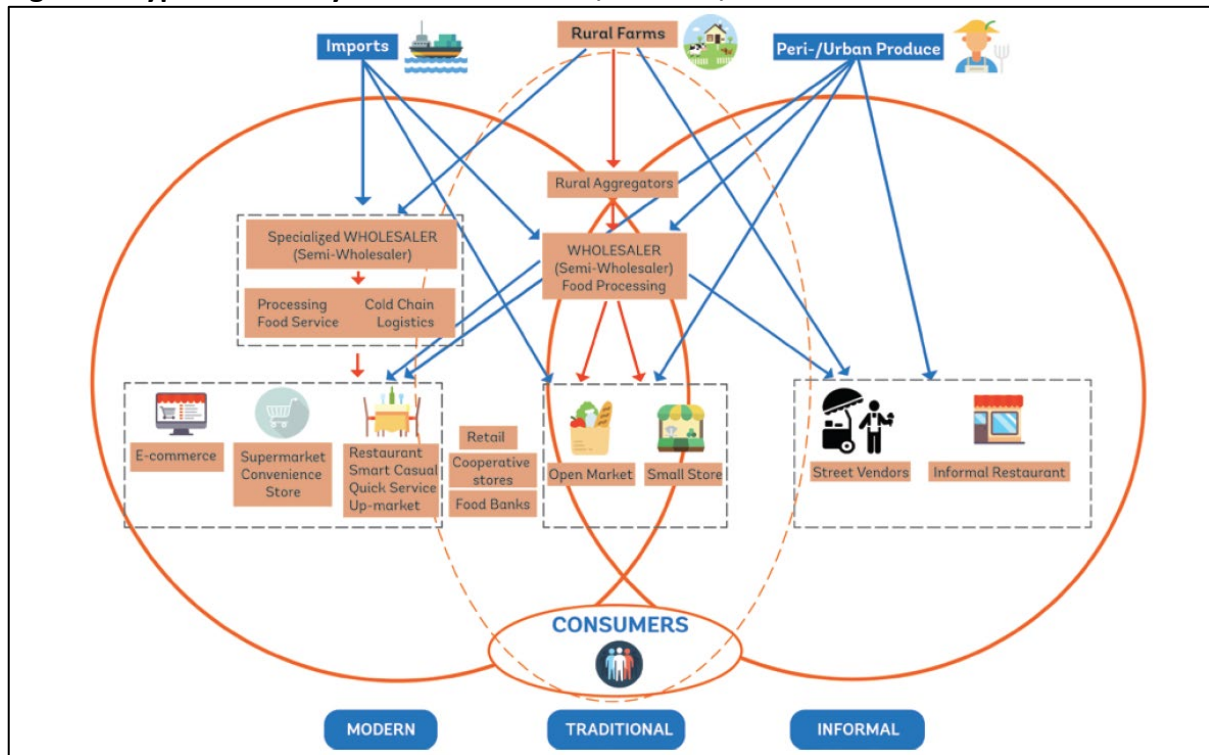 Imports
Rural Farms
Peri-/Urban Produce
Rural Aggregators
Specialized WHOLESALER
(Semi-Wholesaler)
WHOLESALER
(Semi-Wholesaler)
Food Processing
Processing Cold Chain
Food Service Logistics
E-commerce
Supermarket
Convenience
Store
Restaurant
Smart Casual
Quick Service
Up-market
Retail
Cooperative
stores
Food Banks
Open Market
Small Store
Street Vendors
Informal Restaurant
CONSUMERS
MODERN
TRADITIONAL
INFORMAL